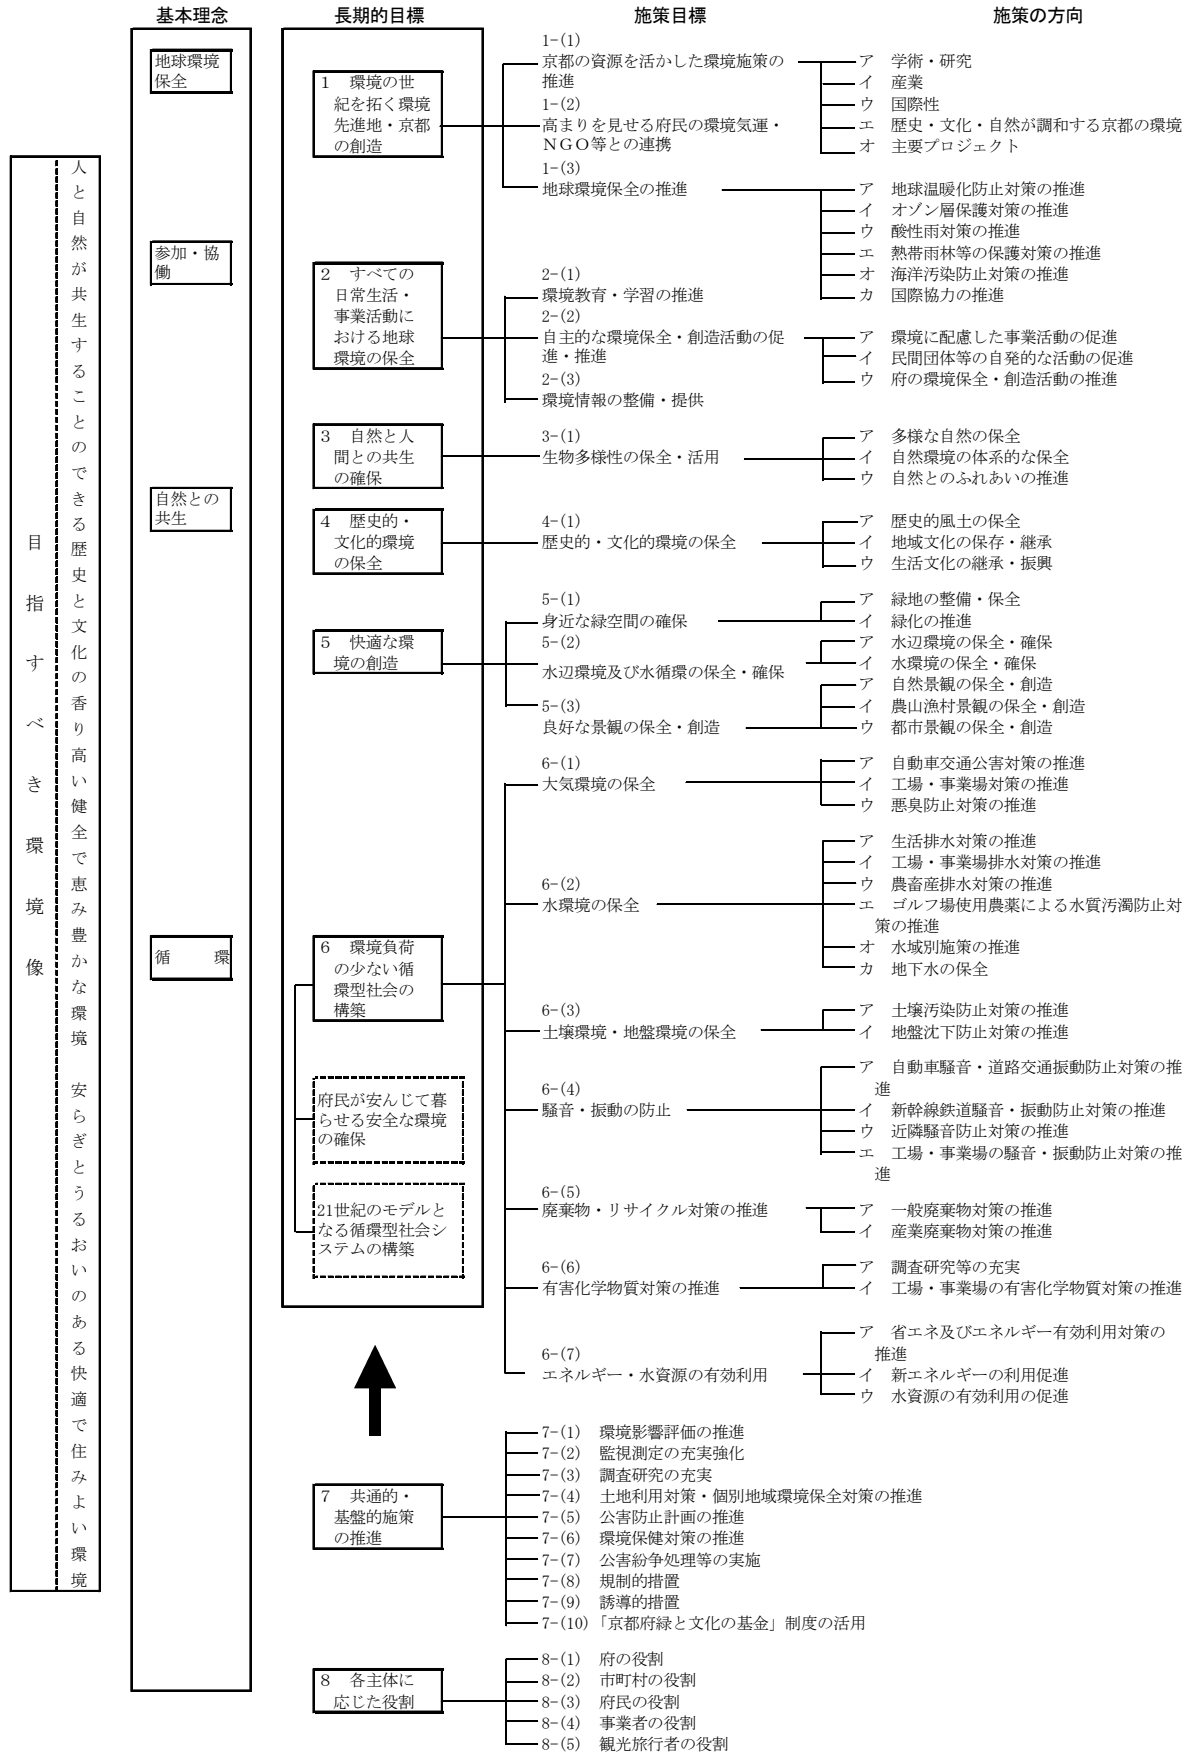 基本理念
長期的目標
施策目標
施策の方向
目指すべき環境像
人と自然が共生することのできる歴史と文化の香り高い健全で恵み豊かな環境　安らぎとうるおいのある快適で住みよい環境
地球環境
保全
参加・協
働
自然との
共生
循　　環
1　環境の世
紀を拓く環境
先進地・京都
の創造
1-(1)
京都の資源を活かした環境施策の
推進
ア　学術・研究
イ　産業
ウ　国際性
エ　歴史・文化・自然が調和する京都の環境
オ　主要プロジェクト
1-(2)
高まりを見せる府民の環境気運・
ＮＧＯ等との連携
1-(3)
地球環境保全の推進
ア　地球温暖化防止対策の推進
イ　オゾン層保護対策の推進
ウ　酸性雨対策の推進
エ　熱帯雨林等の保護対策の推進
オ　海洋汚染防止対策の推進
カ　国際協力の推進
2　すべての
日常生活・
事業活動に
おける地球
環境の保全
2-(1)
環境教育・学習の推進
2-(2)
自主的な環境保全・創造活動の促
進・推進
ア　環境に配慮した事業活動の促進
イ　民間団体等の自発的な活動の促進
ウ　府の環境保全・創造活動の推進
2-(3)
環境情報の整備・提供
3　自然と人
間との共生
の確保
3-(1)
生物多様性の保全・活用
ア　多様な自然の保全
イ　自然環境の体系的な保全
ウ　自然とのふれあいの推進
4　歴史的・
文化的環境
の保全
4-(1)
歴史的・文化的環境の保全
ア　歴史的風土の保全
イ　地域文化の保存・継承
ウ　生活文化の継承・振興
5　快適な環
境の創造
5-(1)
身近な緑空間の確保
ア　緑地の整備・保全
イ　緑化の推進
5-(2)
水辺環境及び水循環の保全・確保
ア　水辺環境の保全・確保
イ　水環境の保全・確保
5-(3)
良好な景観の保全・創造
ア　自然景観の保全・創造
イ　農山漁村景観の保全・創造
ウ　都市景観の保全・創造
6　環境負荷
の少ない循
環型社会の
構築
府民が安んじて暮
らせる安全な環境
の確保
21世紀のモデルと
なる循環型社会シ
ステムの構築
6-(1)
大気環境の保全
ア　自動車交通公害対策の推進
イ　工場・事業場対策の推進
ウ　悪臭防止対策の推進
6-(2)
水環境の保全
ア　生活排水対策の推進
イ　工場・事業場排水対策の推進
ウ　農畜産排水対策の推進
エ　ゴルフ場使用農薬による水質汚濁防止対
策の推進
オ　水域別施策の推進
カ　地下水の保全
6-(3)
土壌環境・地盤環境の保全
ア　土壌汚染防止対策の推進
イ　地盤沈下防止対策の推進
6-(4)
騒音・振動の防止
ア　自動車騒音・道路交通振動防止対策の推
進
イ　新幹線鉄道騒音・振動防止対策の推進
ウ　近隣騒音防止対策の推進
エ　工場・事業場の騒音・振動防止対策の推
進
6-(5)
廃棄物・リサイクル対策の推進
ア　一般廃棄物対策の推進
イ　産業廃棄物対策の推進
6-(6)
有害化学物質対策の推進
ア　調査研究等の充実
イ　工場・事業場の有害化学物質対策の推進
6-(7)
エネルギー・水資源の有効利用
ア　省エネ及びエネルギー有効利用対策の
推進
イ　新エネルギーの利用促進
ウ　水資源の有効利用の促進
7　共通的・
基盤的施策
の推進
7-(1)　環境影響評価の推進
7-(2)　監視測定の充実強化
7-(3)　調査研究の充実
7-(4)　土地利用対策・個別地域環境保全対策の推進
7-(5)　公害防止計画の推進
7-(6)　環境保健対策の推進
7-(7)　公害紛争処理等の実施
7-(8)　規制的措置
7-(9)　誘導的措置
7-(10)「京都府緑と文化の基金」制度の活用
8　各主体に
応じた役割
8-(1)　府の役割
8-(2)　市町村の役割
8-(3)　府民の役割
8-(4)　事業者の役割
8-(5)　観光旅行者の役割